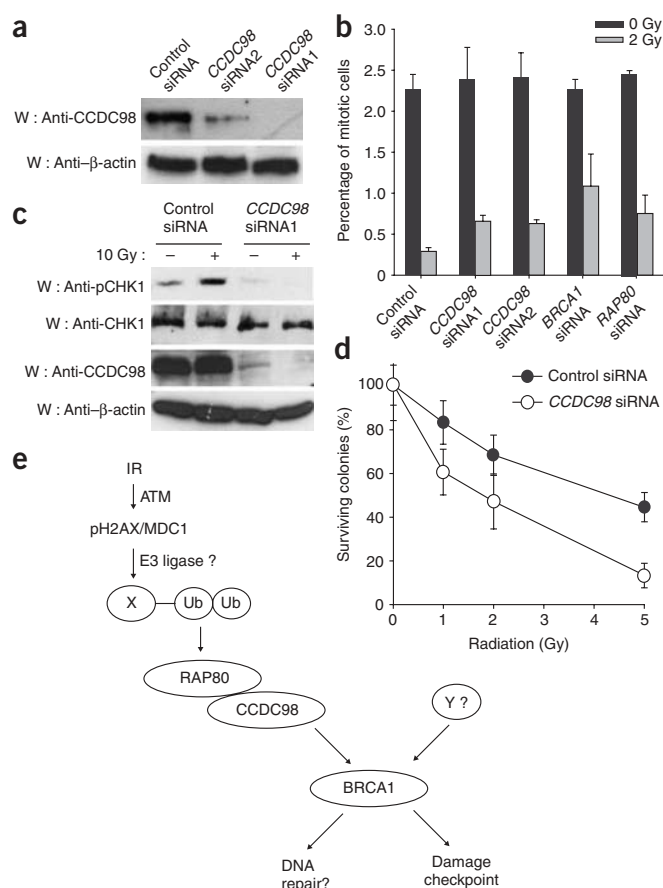 a
Control siRNA
CCDC98 siRNA2
CCDC98 siRNA1
W : Anti-CCDC98
W : Anti–β-actin
b
0 Gy
2 Gy
Percentage of mitotic cells
3.0
2.5
2.0
1.5
1.0
0.5
0
Control siRNA
CCDC98 siRNA1
CCDC98 siRNA2
BRCA1 siRNA
RAP80 siRNA
c
Control siRNA
CCDC98 siRNA1
10 Gy : – + – +
W : Anti-pCHK1
W : Anti-CHK1
W : Anti-CCDC98
W : Anti–β-actin
d
Control siRNA
CCDC98 siRNA
Surviving colonies (%)
100
80
60
40
20
0
0 1 2 3 4 5
Radiation (Gy)
e
IR
ATM
pH2AX/MDC1
E3 ligase ?
X Ub Ub
RAP80
CCDC98
Y ?
BRCA1
DNA repair?
Damage checkpoint